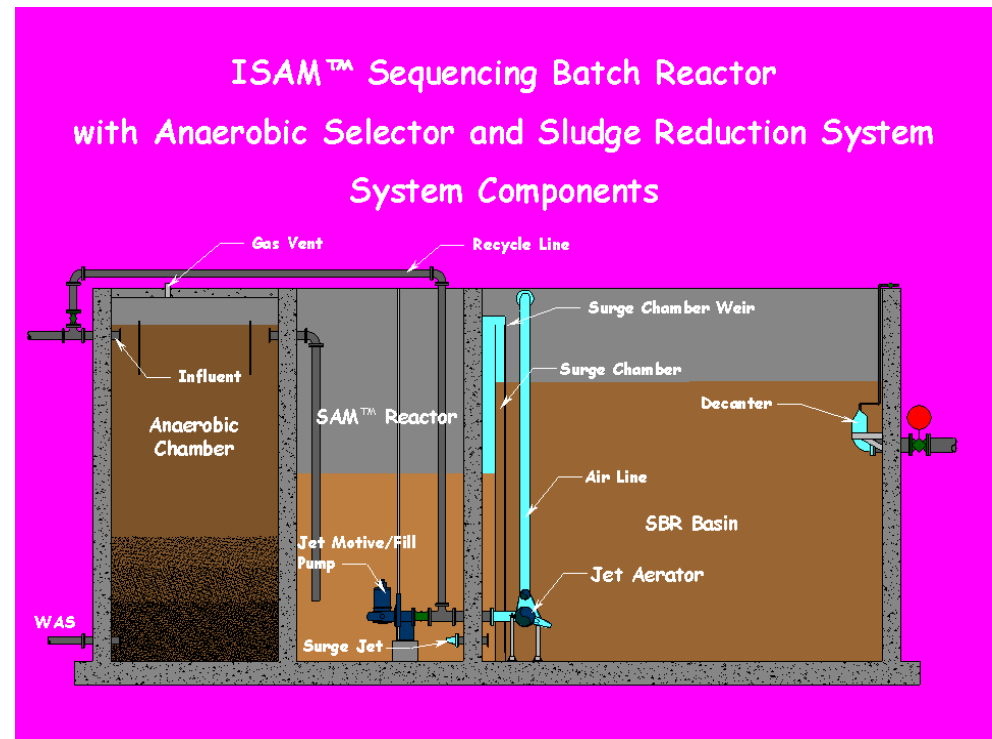 ISAM™ Sequencing Batch Reactor
with Anaerobic Selector and Sludge Reduction System
System Components
Gas Vent
Recycle Line
Surge Chamber Weir
Influent
Surge Chamber
Decanter
Anaerobic
Chamber
SAM™ Reactor
Air Line
SBR Basin
Jet Motive/Fill
Pump
Jet Aerator
WAS
Surge Jet